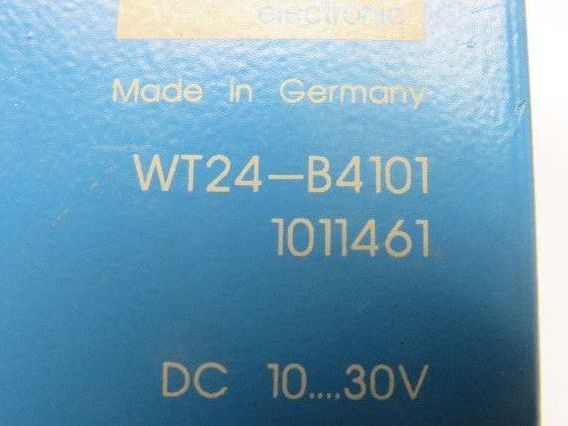 electronic
Made in Germany
WT24-B4101
1011461
DC 10....30V